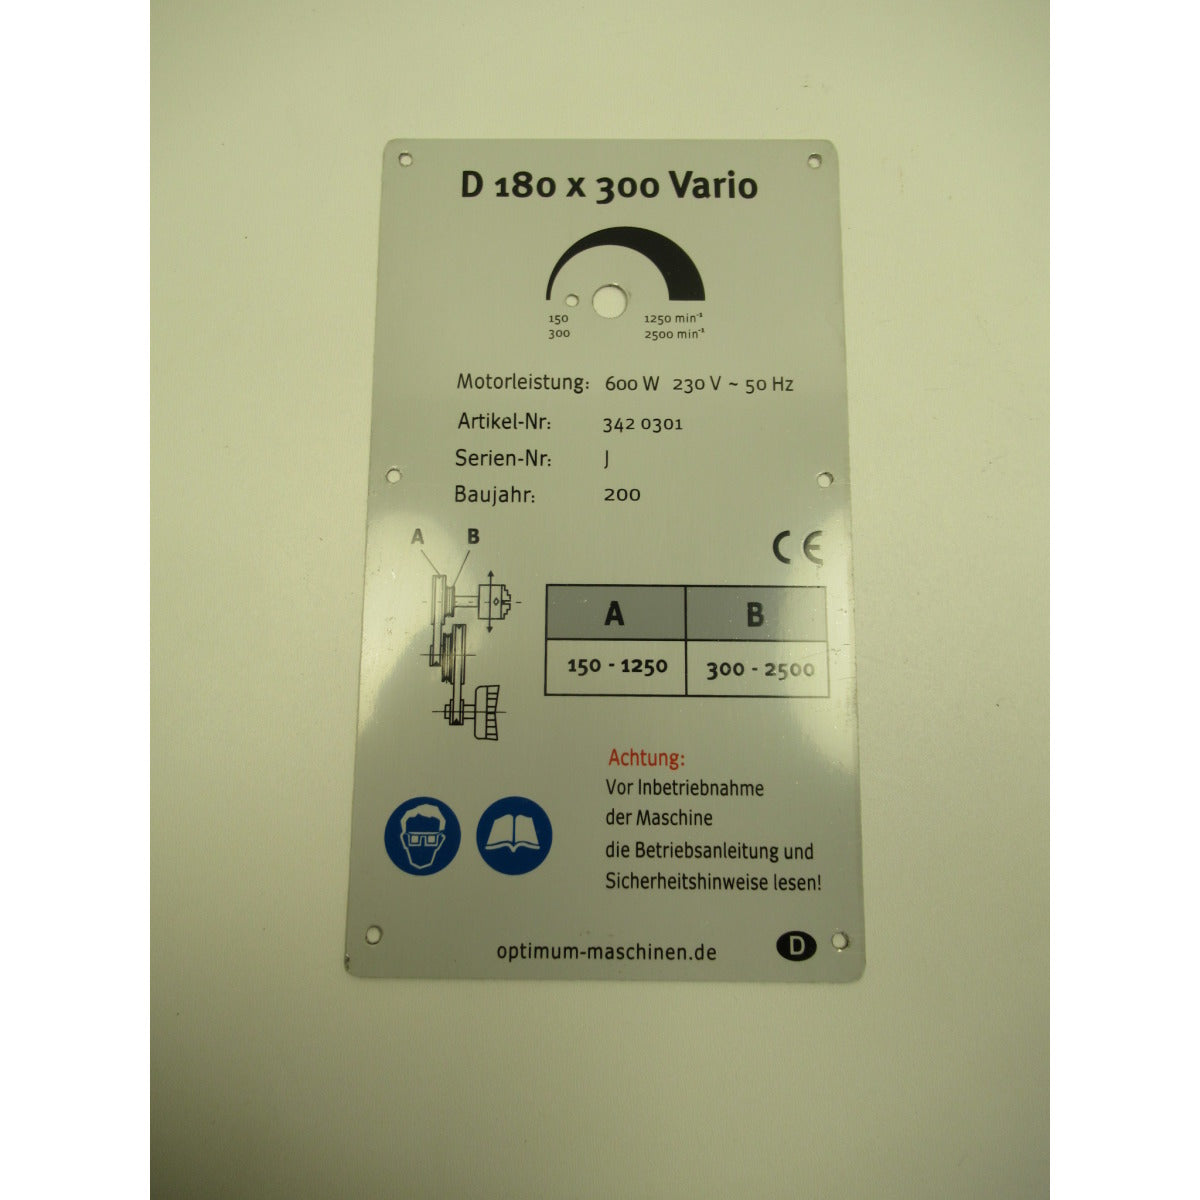 D 180 x 300 Vario
150 1250 min⁻¹
300 2500 min⁻¹
Motorleistung: 600 W 230 V ~ 50 Hz
Artikel-Nr: 342 0301
Serien-Nr: J
Baujahr: 200
A B
CE
A B
150 - 1250 300 - 2500
Achtung:
Vor Inbetriebnahme
der Maschine
die Betriebsanleitung und
Sicherheitshinweise lesen!
optimum-maschinen.de D